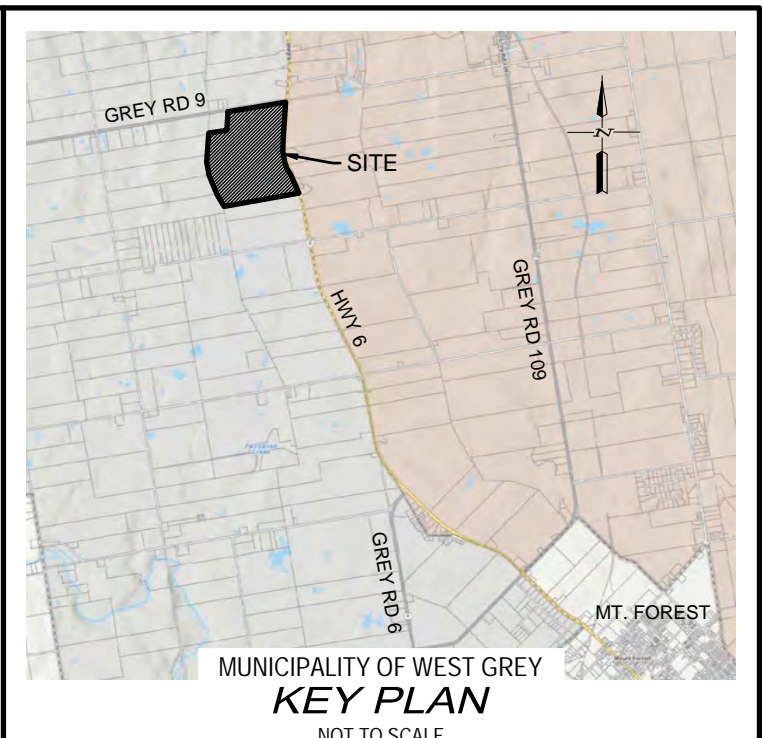 GREY RD 9
SITE
N
HWY 6
GREY RD 109
GREY RD 6
MT. FOREST
MUNICIPALITY OF WEST GREY
KEY PLAN
NOT TO SCALE